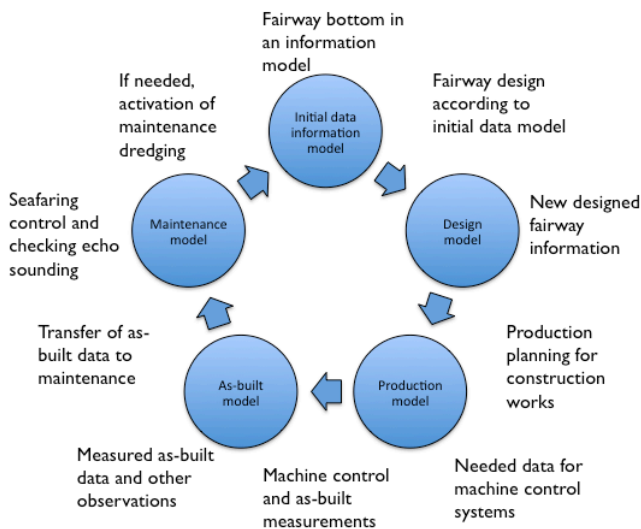 Fairway bottom in
an information
model
Initial data
information
model
Fairway design
according to
initial data model
Design
model
New designed
fairway
information
Production
planning for
construction
works
Production
model
Needed data for
machine control
systems
Machine control
and as-built
measurements
As-built
model
Measured as-built
data and other
observations
Transfer of as-
built data to
maintenance
Maintenance
model
Seafaring
control and
checking echo
sounding
If needed,
activation of
maintenance
dredging